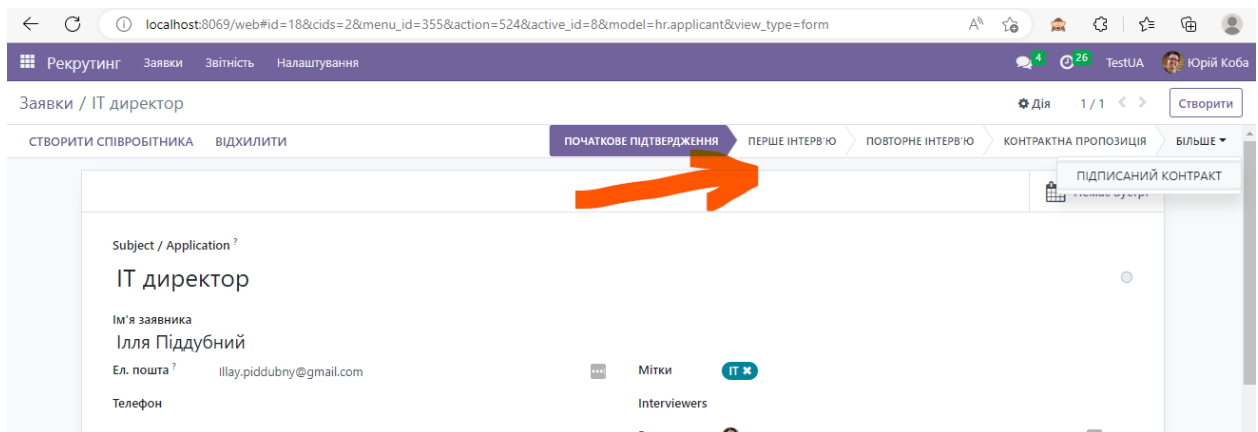 localhost:8069/web#id=18&cids=2&menu_id=355&action=524&active_id=8&model=hr.applicant&view_type=form
Рекрутинг Заявки Звітність Налаштування 4 26 TestUA Юрій Коба
Заявки / ІТ директор Дія 1 / 1 Створити
СТВОРИТИ СПІВРОБІТНИКА ВІДХИЛИТИ ПОЧАТКОВЕ ПІДТВЕРДЖЕННЯ ПЕРШЕ ІНТЕРВ'Ю ПОВТОРНЕ ІНТЕРВ'Ю КОНТРАКТНА ПРОПОЗИЦІЯ БІЛЬШЕ
ПІДПИСАНИЙ КОНТРАКТ
Subject / Application ?
ІТ директор
Ім'я заявника
Ілля Піддубний
Ел. пошта ? Illay.piddubny@gmail.com Мітки IT
Телефон Interviewers